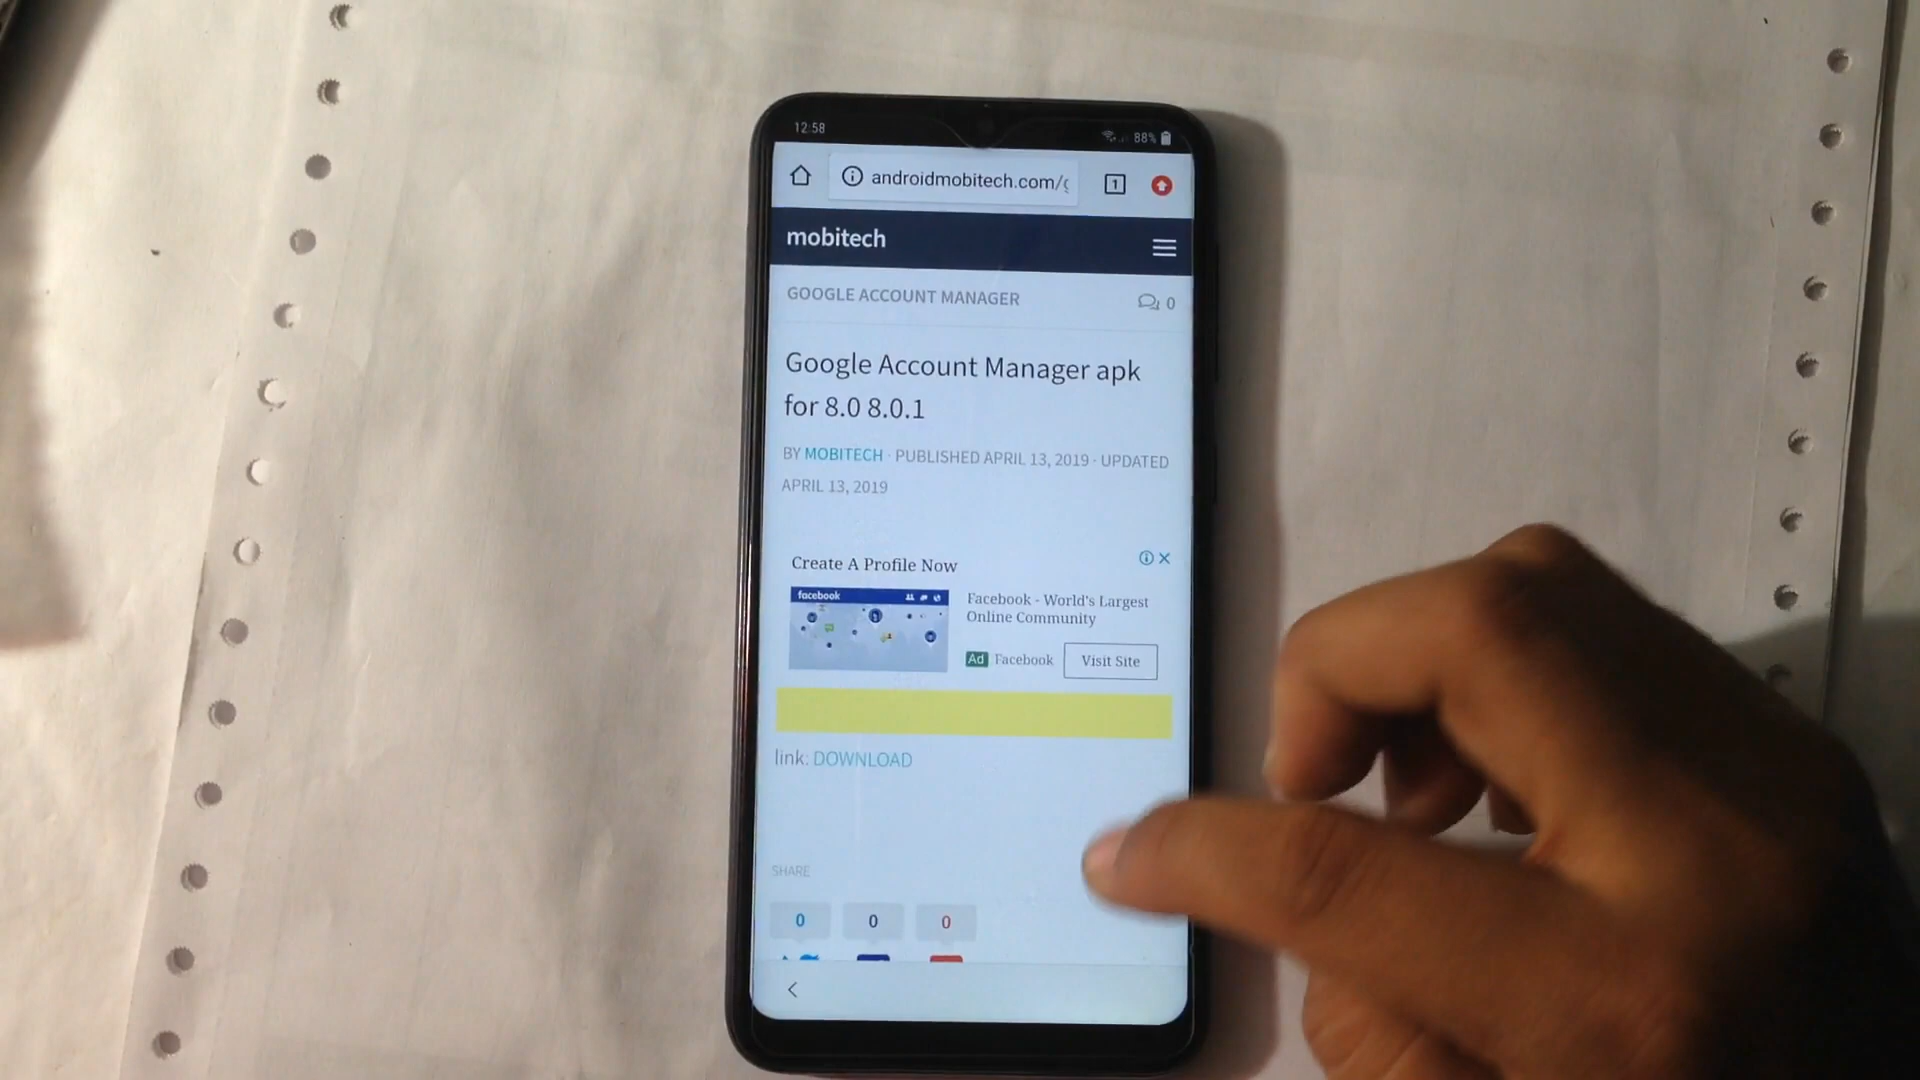 12:58
88%
androidmobitech.com/g
1
mobitech
GOOGLE ACCOUNT MANAGER
0
Google Account Manager apk
for 8.0 8.0.1
BY MOBITECH · PUBLISHED APRIL 13, 2019 · UPDATED
APRIL 13, 2019
Create A Profile Now
facebook
Facebook - World's Largest
Online Community
Ad Facebook
Visit Site
link: DOWNLOAD
SHARE
0 0 0